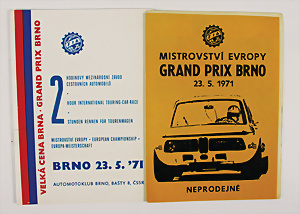 VELKÁ CENA BRNA · GRAND PRIX BRNO
2
HODINOVÝ MEZINÁRODNÍ ZÁVOD
CESTOVNÍCH AUTOMOBILŮ
HOUR INTERNATIONAL TOURING-CAR-RACE
STUNDEN RENNEN FÜR TOURENWAGEN
MISTROVSTVÍ EVROPY - EUROPEAN CHAMPIONSHIP -
EUROPA-MEISTERSCHAFT
BRNO 23. 5. '71
AUTOMOTOKLUB BRNO, BAŠTY 8, ČSSR
MISTROVSTVÍ EVROPY
GRAND PRIX BRNO
23. 5. 1971
NEPRODEJNÉ